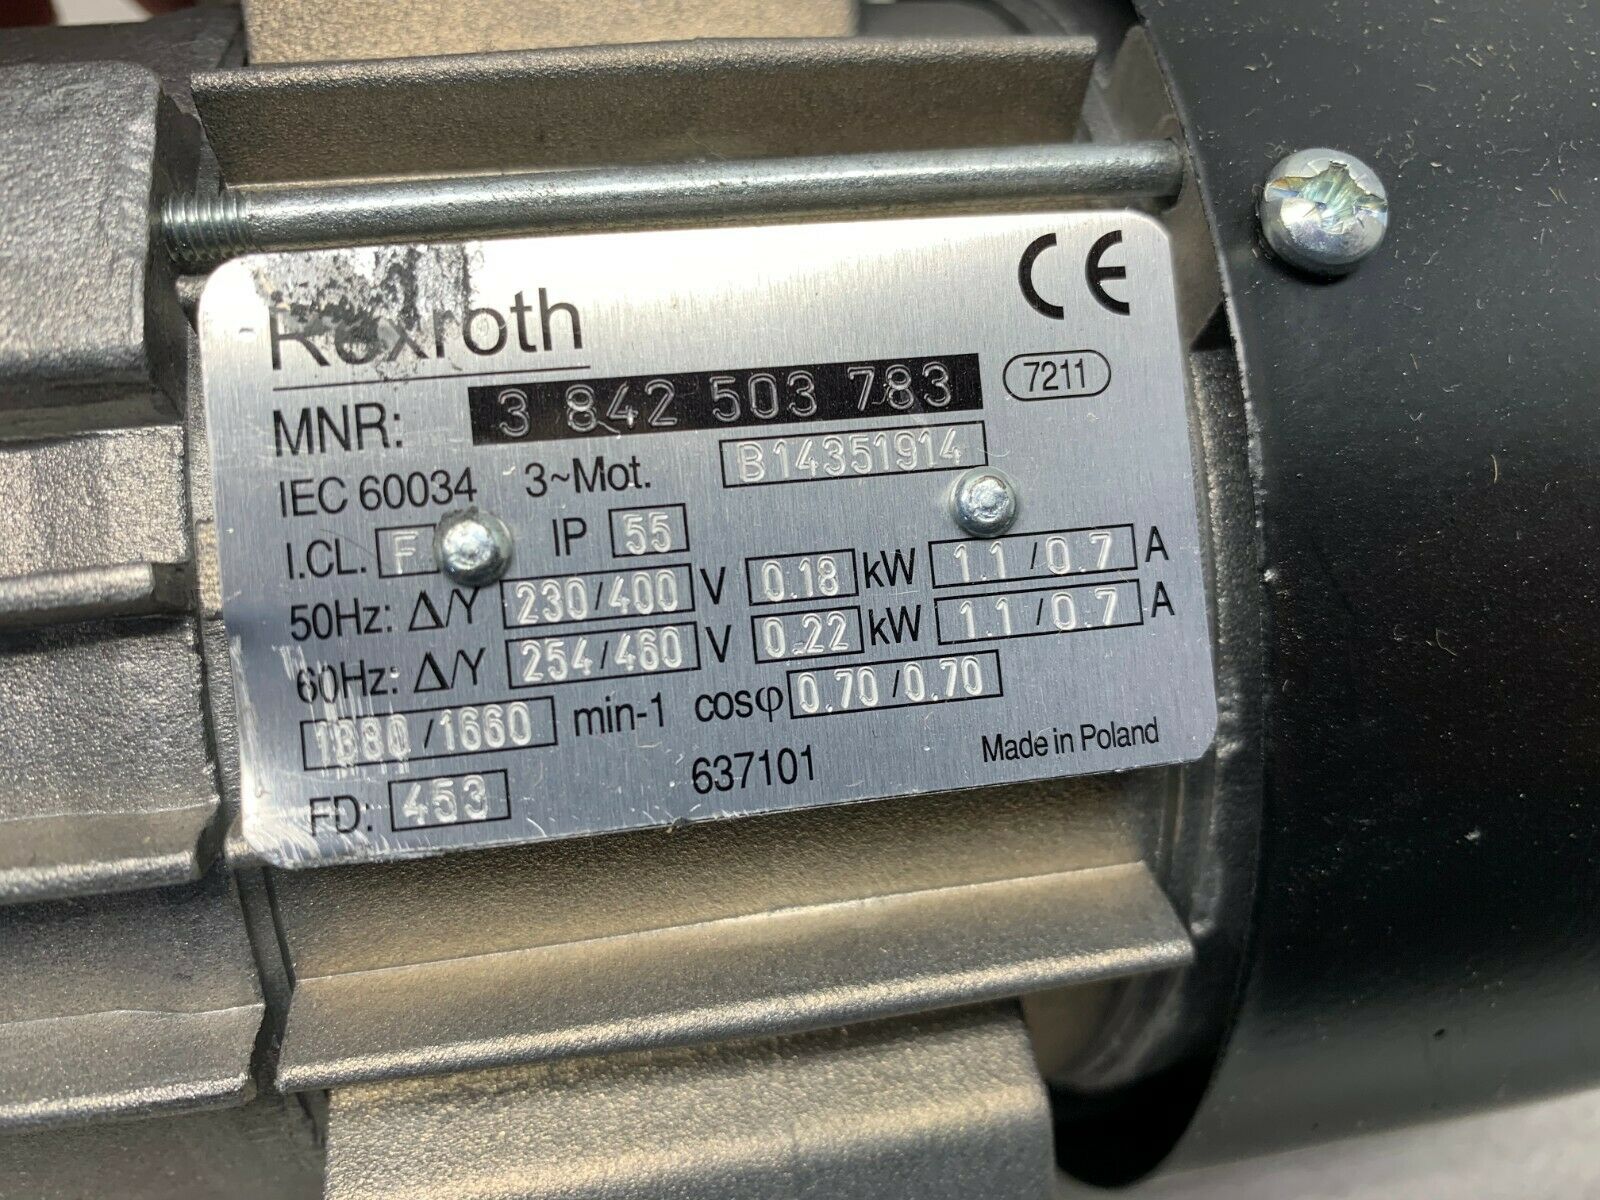 Rexroth
CE
MNR: 3 842 503 783 7211
IEC 60034 3~Mot. B14351914
I.CL. F IP 55
50Hz: Δ/Y 230/400 V 0.18 kW 1.1/0.7 A
60Hz: Δ/Y 254/460 V 0.22 kW 1.1/0.7 A
/1660 min-1 cosφ 0.70/0.70
FD: 453 637101 Made in Poland